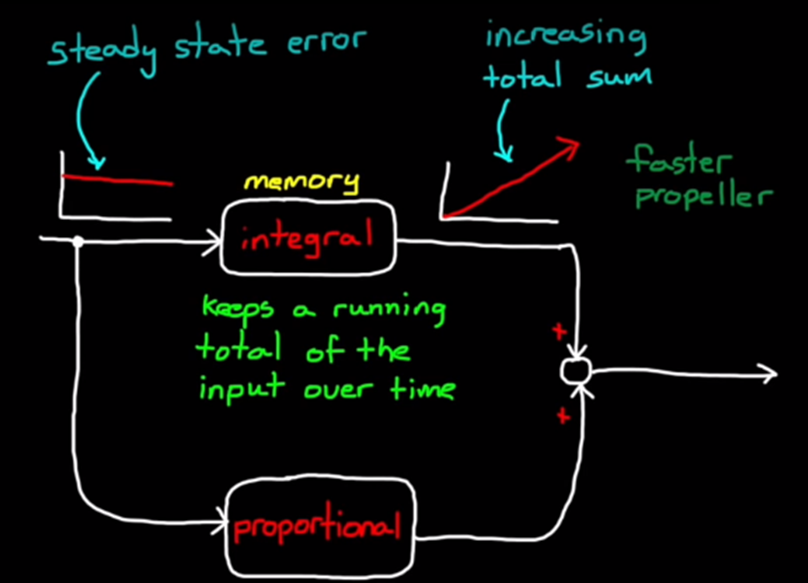 steady state error
increasing
total sum
faster
propeller
memory
integral
keeps a running
total of the
input over time
+
+
proportional